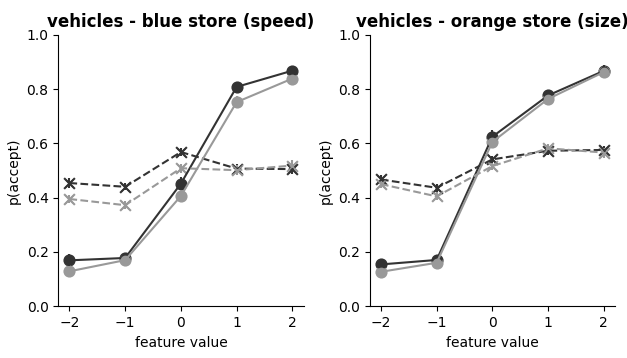 vehicles - blue store (speed)
p(accept)
1.0
0.8
0.6
0.4
0.2
0.0
−2 −1 0 1 2
feature value
vehicles - orange store (size)
p(accept)
1.0
0.8
0.6
0.4
0.2
0.0
−2 −1 0 1 2
feature value